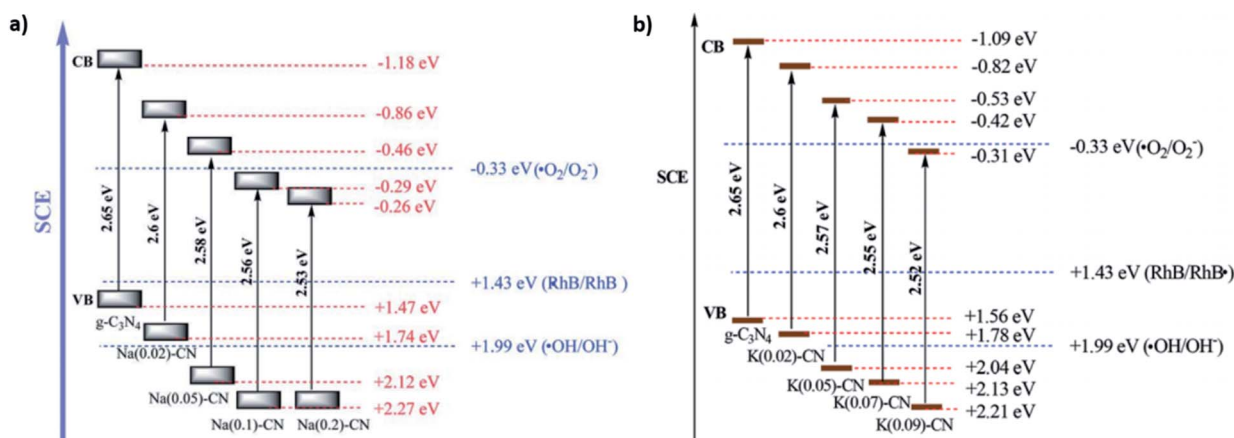 a)
SCE
CB
-1.18 eV
-0.86 eV
-0.46 eV
-0.33 eV (•O₂/O₂⁻)
-0.29 eV
-0.26 eV
2.65 eV
2.6 eV
2.58 eV
2.56 eV
2.53 eV
+1.43 eV (RhB/RhB )
VB
+1.47 eV
g-C₃N₄
+1.74 eV
Na(0.02)-CN
+1.99 eV (•OH/OH⁻)
+2.12 eV
Na(0.05)-CN
+2.27 eV
Na(0.1)-CN
Na(0.2)-CN
b)
SCE
CB
-1.09 eV
-0.82 eV
-0.53 eV
-0.42 eV
-0.33 eV (•O₂/O₂⁻)
-0.31 eV
2.65 eV
2.6 eV
2.57 eV
2.55 eV
2.52 eV
+1.43 eV (RhB/RhB•)
VB
+1.56 eV
g-C₃N₄
+1.78 eV
K(0.02)-CN
+1.99 eV (•OH/OH⁻)
+2.04 eV
K(0.05)-CN
+2.13 eV
K(0.07)-CN
+2.21 eV
K(0.09)-CN